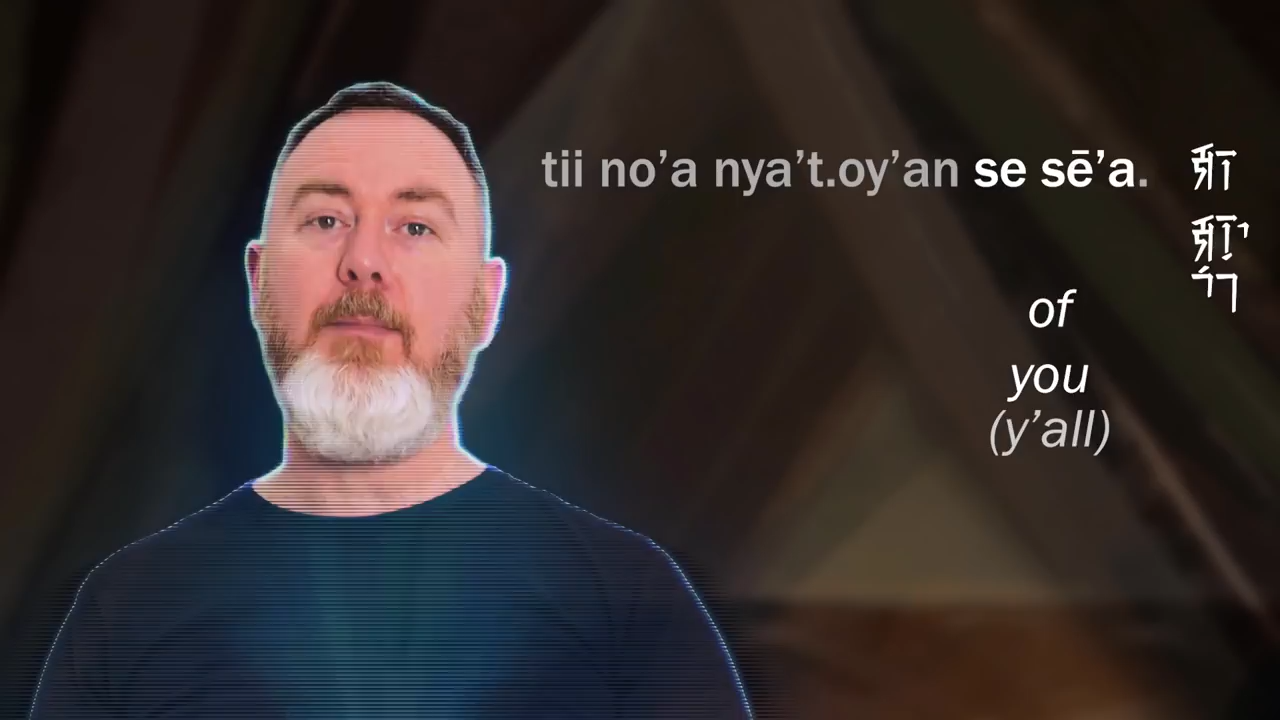 tii no’a nya’t.oy’an se sē’a.
of
you
(y’all)